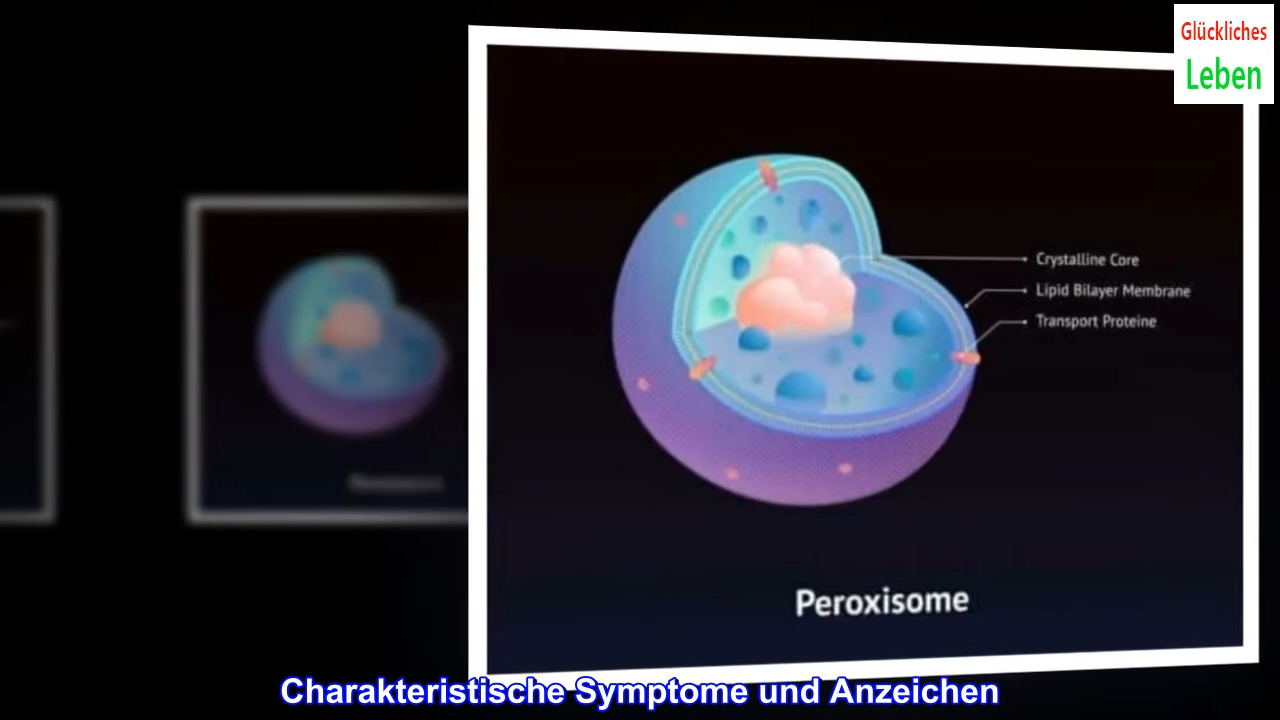 Glückliches
Leben
Crystalline Core
Lipid Bilayer Membrane
Transport Proteine
Peroxisome
Charakteristische Symptome und Anzeichen